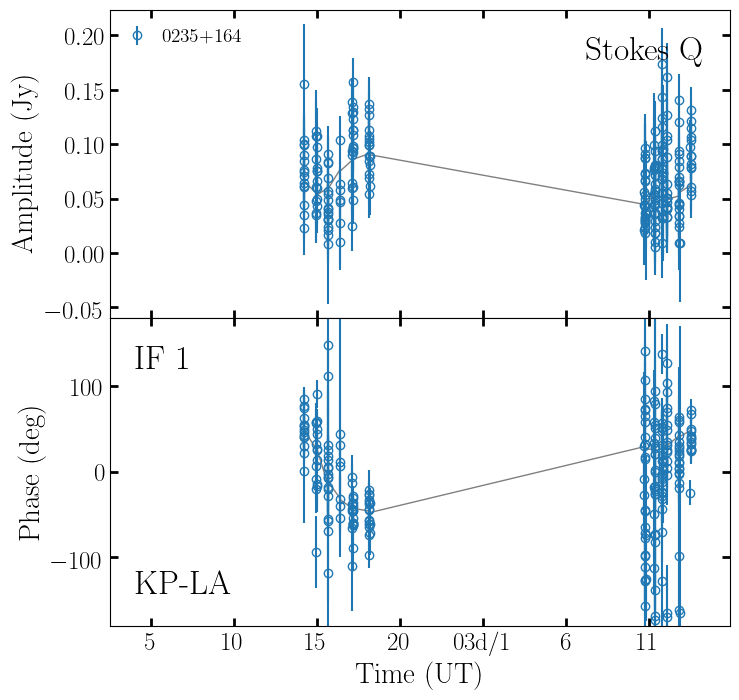 0235+164
Stokes Q
0.20
0.15
0.10
0.05
0.00
−0.05
Amplitude (Jy)
IF 1
100
0
−100
Phase (deg)
KP-LA
5 10 15 20 03d/1 6 11
Time (UT)